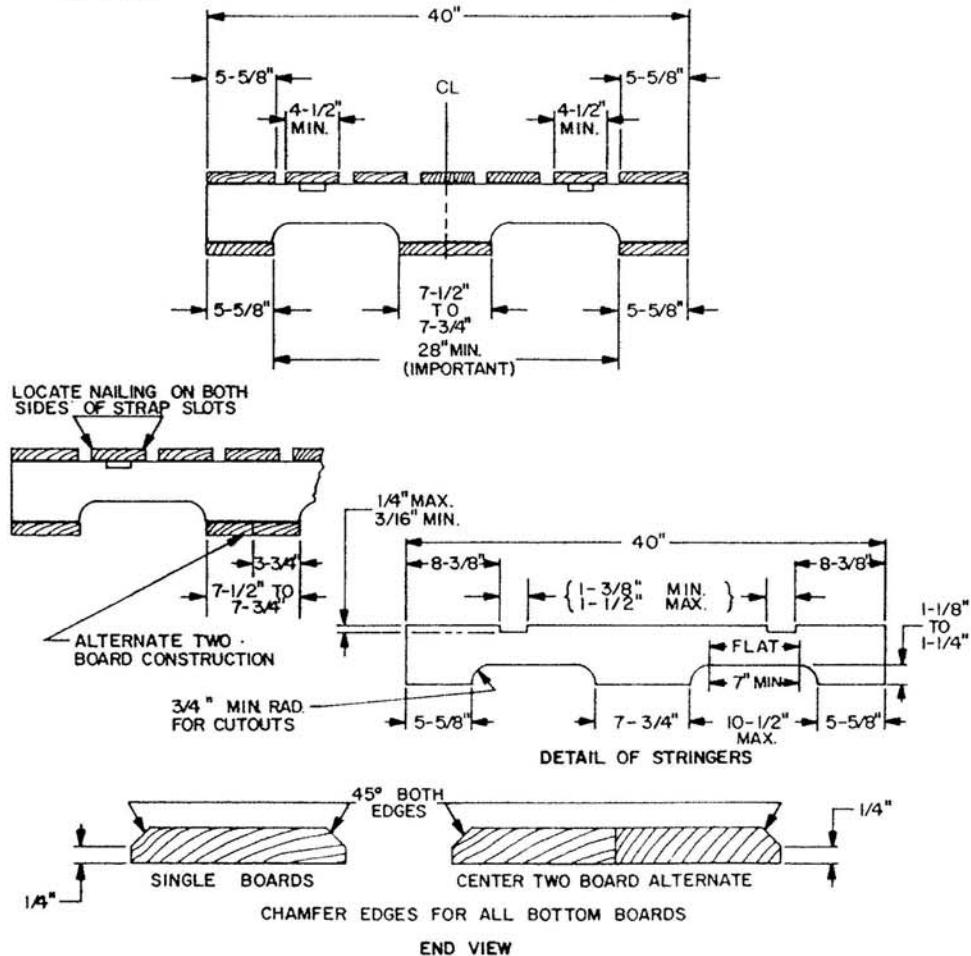 40"
5-5/8"
5-5/8"
CL
4-1/2"
MIN.
4-1/2"
MIN.
5-5/8"
7-1/2"
TO
7-3/4"
5-5/8"
28" MIN.
(IMPORTANT)
LOCATE NAILING ON BOTH
SIDES OF STRAP SLOTS
3-3/4"
7-1/2" TO
7-3/4"
ALTERNATE TWO
BOARD CONSTRUCTION
1/4" MAX.
3/16" MIN.
40"
8-3/8"
8-3/8"
{ 1-3/8" MIN. }
{ 1-1/2" MAX. }
1-1/8"
TO
1-1/4"
FLAT
7" MIN
3/4" MIN. RAD.
FOR CUTOUTS
5-5/8"
7-3/4"
10-1/2"
MAX.
5-5/8"
DETAIL OF STRINGERS
45° BOTH
EDGES
1/4"
1/4"
SINGLE BOARDS
CENTER TWO BOARD ALTERNATE
CHAMFER EDGES FOR ALL BOTTOM BOARDS
END VIEW